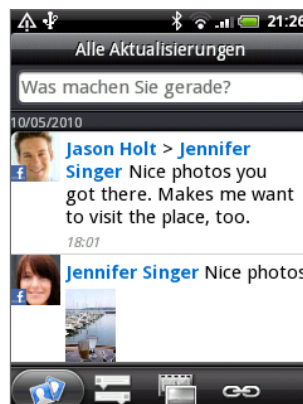 21:26
Alle Aktualisierungen
Was machen Sie gerade?
10/05/2010
Jason Holt > Jennifer
Singer Nice photos you
got there. Makes me want
to visit the place, too.
18:01
Jennifer Singer Nice photos